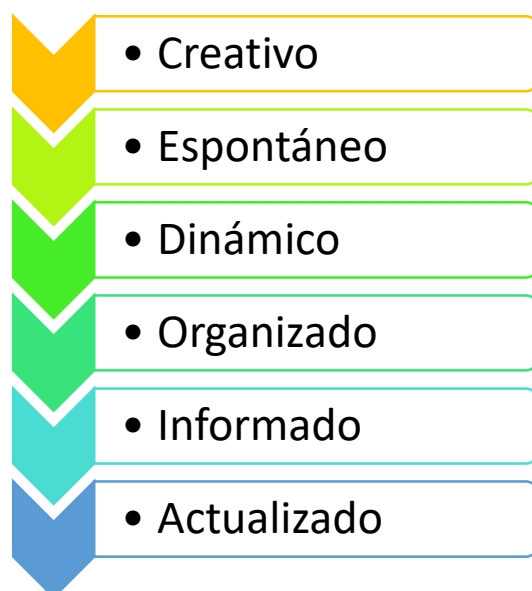 • Creativo
• Espontáneo
• Dinámico
• Organizado
• Informado
• Actualizado